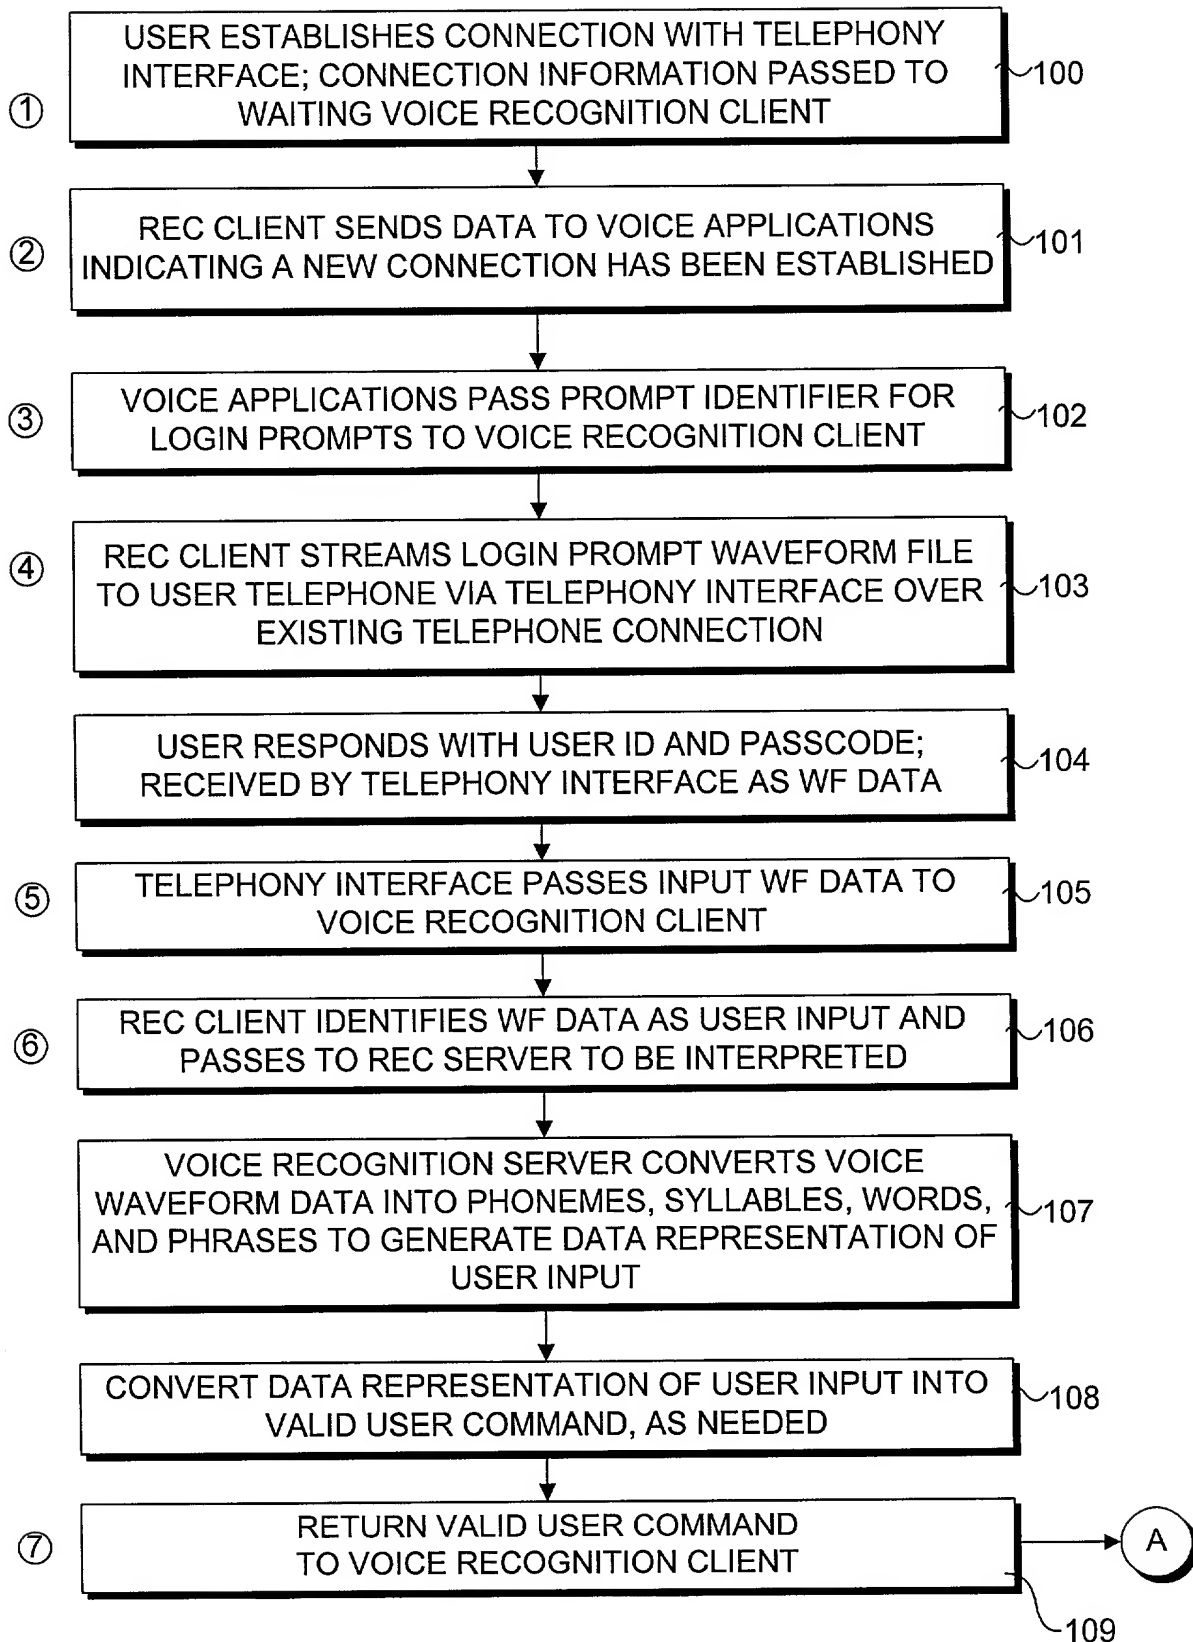 USER ESTABLISHES CONNECTION WITH TELEPHONY
INTERFACE; CONNECTION INFORMATION PASSED TO
WAITING VOICE RECOGNITION CLIENT
100
①
REC CLIENT SENDS DATA TO VOICE APPLICATIONS
INDICATING A NEW CONNECTION HAS BEEN ESTABLISHED
101
②
VOICE APPLICATIONS PASS PROMPT IDENTIFIER FOR
LOGIN PROMPTS TO VOICE RECOGNITION CLIENT
102
③
REC CLIENT STREAMS LOGIN PROMPT WAVEFORM FILE
TO USER TELEPHONE VIA TELEPHONY INTERFACE OVER
EXISTING TELEPHONE CONNECTION
103
④
USER RESPONDS WITH USER ID AND PASSCODE;
RECEIVED BY TELEPHONY INTERFACE AS WF DATA
104
TELEPHONY INTERFACE PASSES INPUT WF DATA TO
VOICE RECOGNITION CLIENT
105
⑤
REC CLIENT IDENTIFIES WF DATA AS USER INPUT AND
PASSES TO REC SERVER TO BE INTERPRETED
106
⑥
VOICE RECOGNITION SERVER CONVERTS VOICE
WAVEFORM DATA INTO PHONEMES, SYLLABLES, WORDS,
AND PHRASES TO GENERATE DATA REPRESENTATION OF
USER INPUT
107
CONVERT DATA REPRESENTATION OF USER INPUT INTO
VALID USER COMMAND, AS NEEDED
108
RETURN VALID USER COMMAND
TO VOICE RECOGNITION CLIENT
109
⑦
A